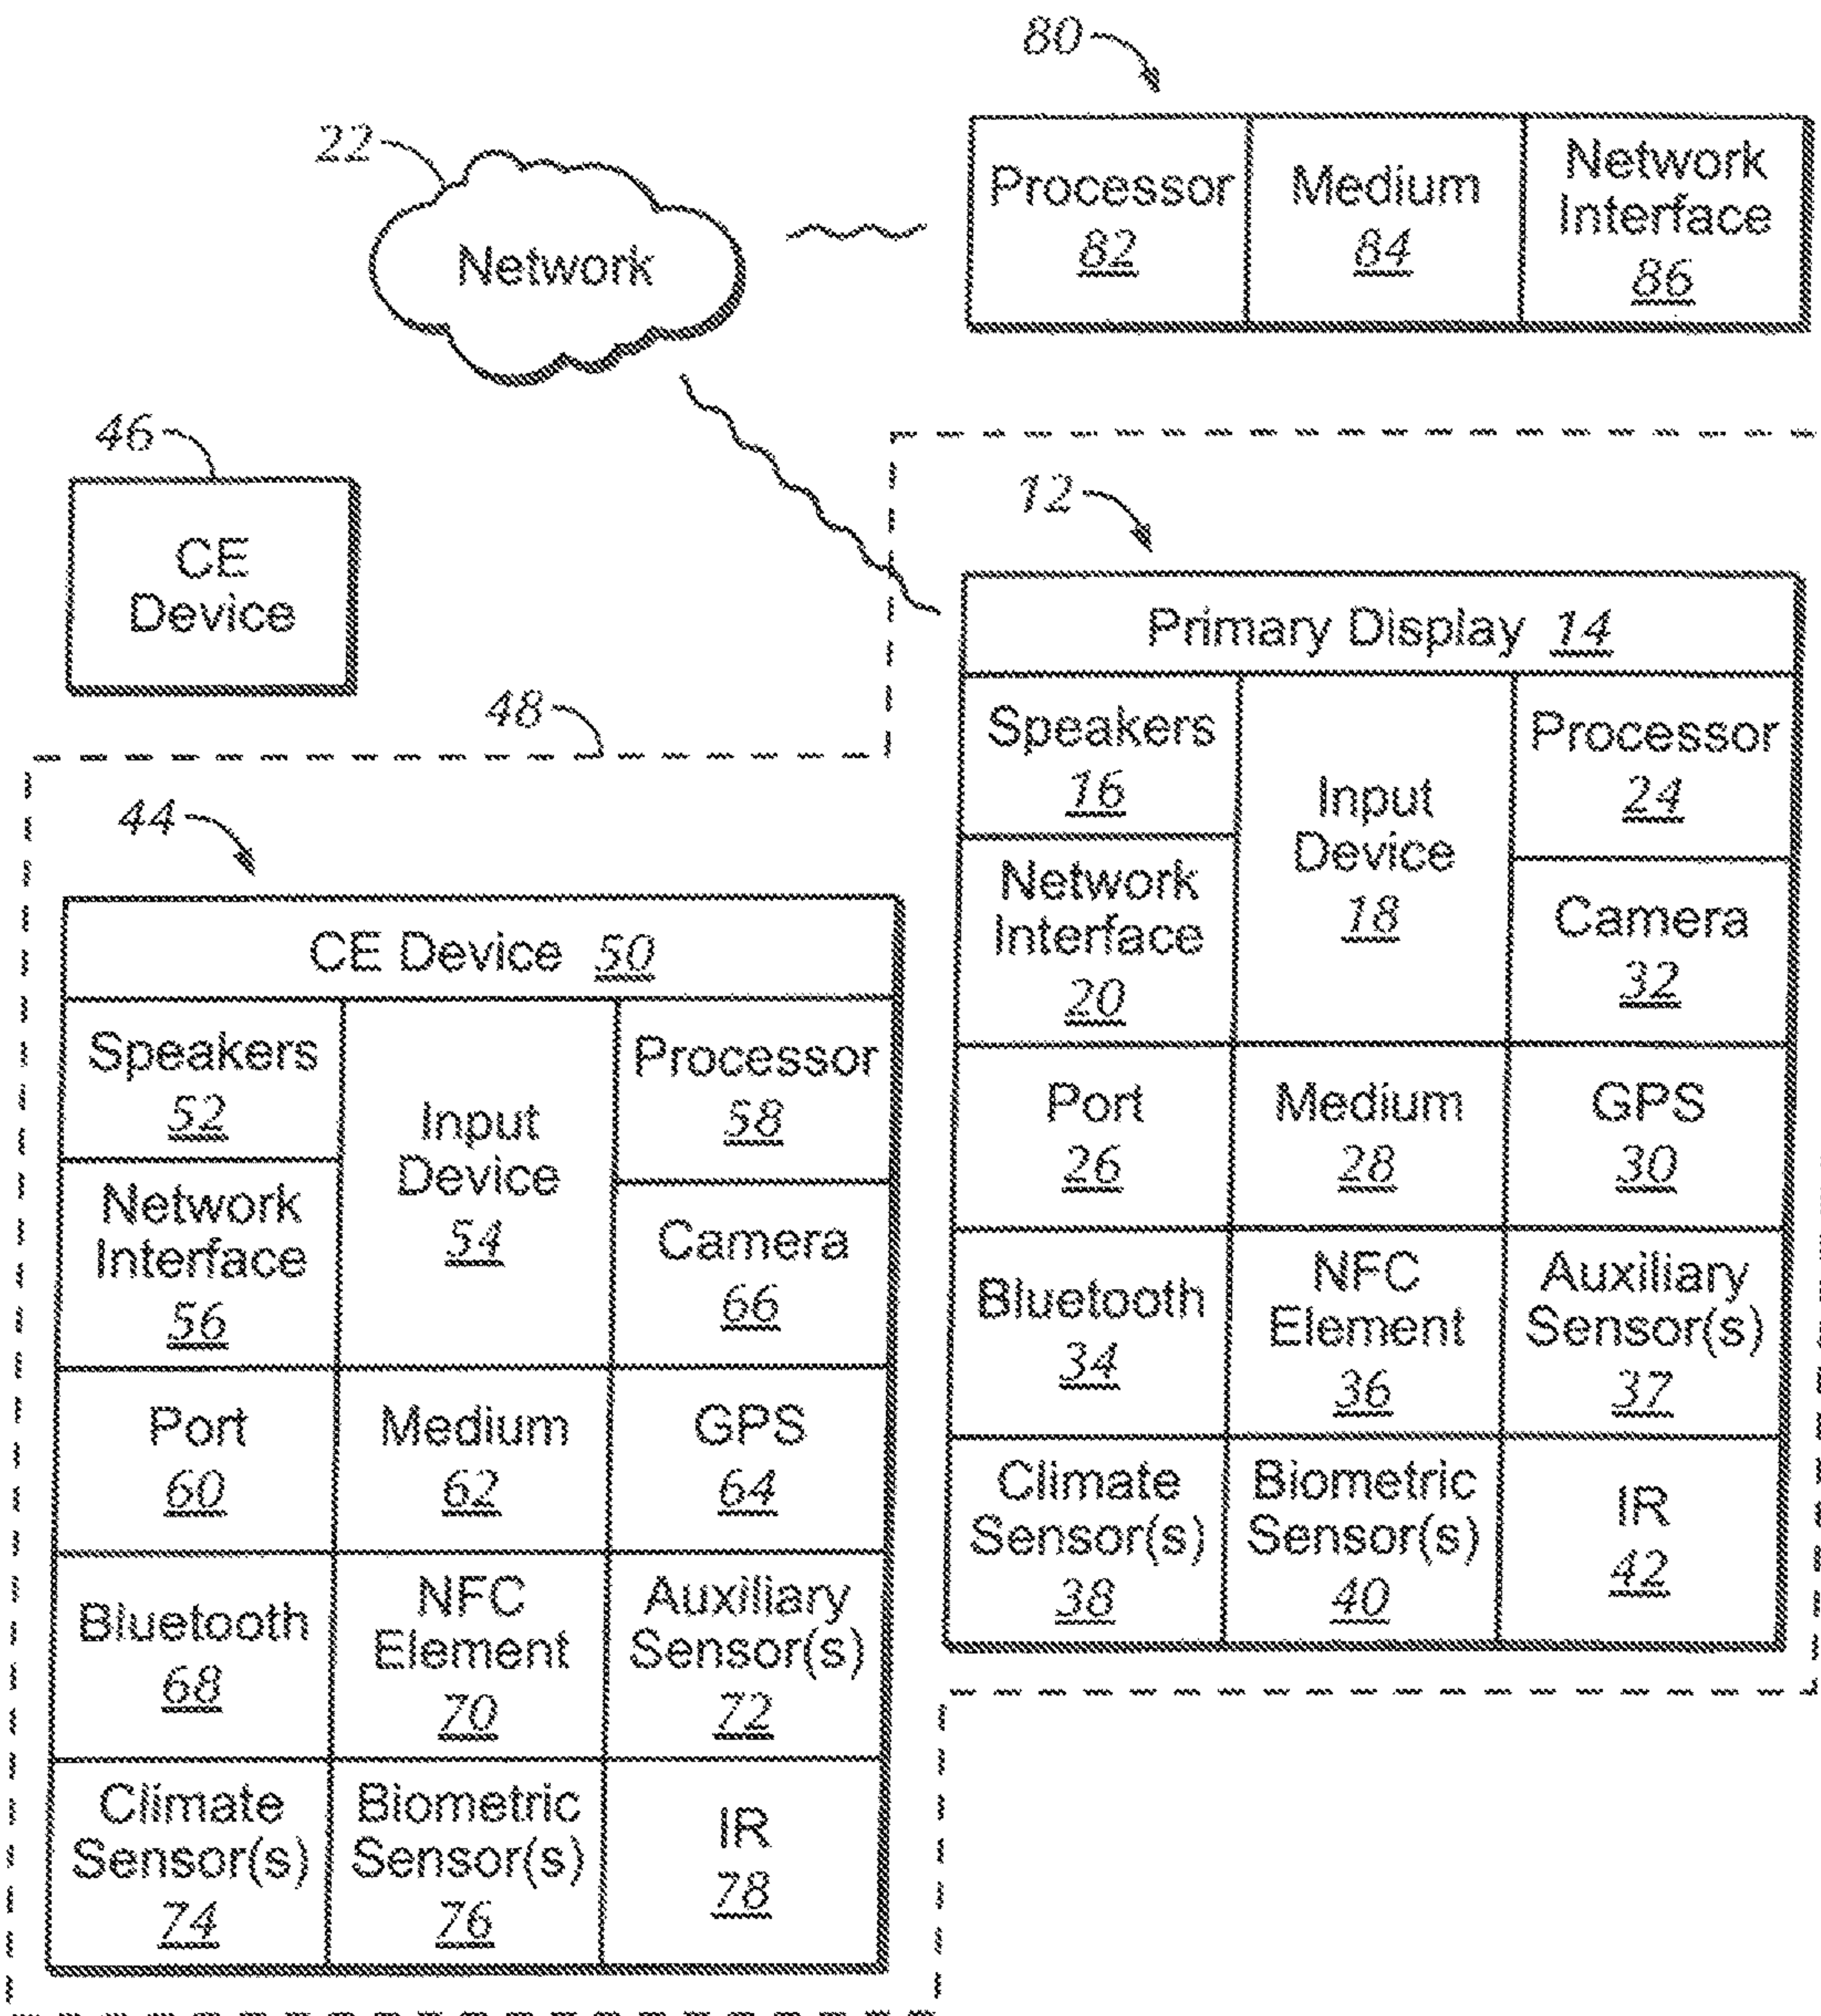 80
22
Network
Processor
82
Medium
84
Network
Interface
86
46
CE
Device
48
12
Primary Display 14
Speakers
16
Input
Device
18
Processor
24
Network
Interface
20
Camera
32
Port
26
Medium
28
GPS
30
Bluetooth
34
NFC
Element
36
Auxiliary
Sensor(s)
37
Climate
Sensor(s)
38
Biometric
Sensor(s)
40
IR
42
44
CE Device 50
Speakers
52
Input
Device
54
Processor
58
Network
Interface
56
Camera
66
Port
60
Medium
62
GPS
64
Bluetooth
68
NFC
Element
70
Auxiliary
Sensor(s)
72
Climate
Sensor(s)
74
Biometric
Sensor(s)
76
IR
78